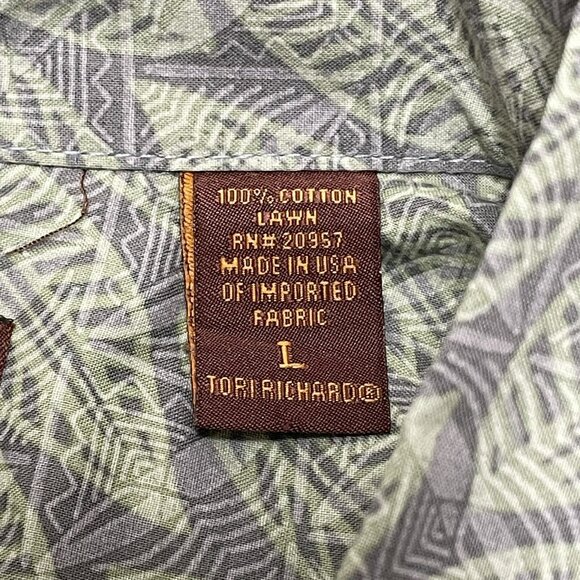 100% COTTON
LAWN
RN# 20957
MADE IN USA
OF IMPORTED
FABRIC
L
TORI RICHARD®